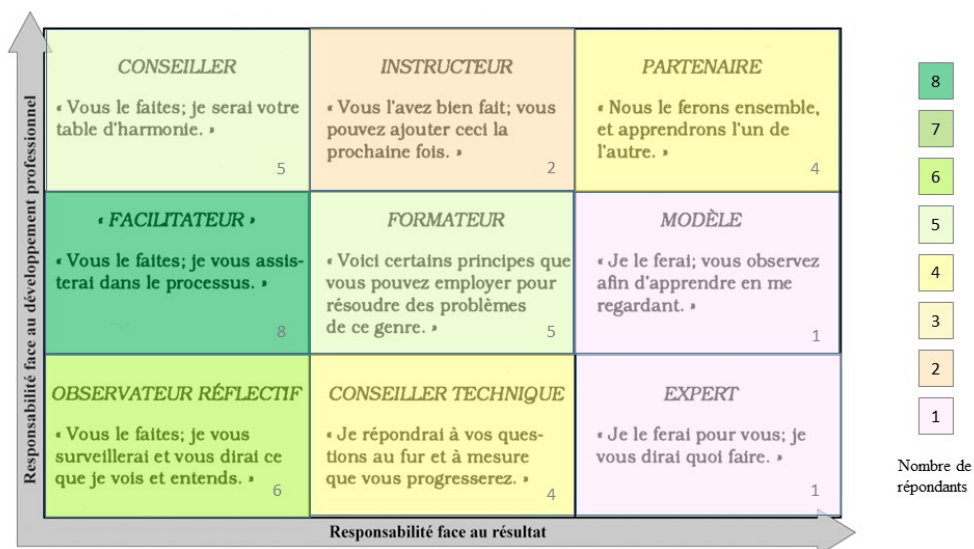 Responsabilité face au développement professionnel
CONSEILLER
« Vous le faites; je serai votre
table d'harmonie. »
5
INSTRUCTEUR
« Vous l'avez bien fait; vous
pouvez ajouter ceci la
prochaine fois. »
2
PARTENAIRE
« Nous le ferons ensemble,
et apprendrons l'un de
l'autre. »
4
« FACILITATEUR »
« Vous le faites; je vous assis-
terai dans le processus. »
8
FORMATEUR
« Voici certains principes que
vous pouvez employer pour
résoudre des problèmes
de ce genre. »
5
MODÈLE
« Je le ferai; vous observez
afin d'apprendre en me
regardant. »
1
OBSERVATEUR RÉFLECTIF
« Vous le faites; je vous
surveillerai et vous dirai ce
que je vois et entends. »
6
CONSEILLER TECHNIQUE
« Je répondrai à vos ques-
tions au fur et à mesure
que vous progresserez. »
4
EXPERT
« Je le ferai pour vous; je
vous dirai quoi faire. »
1
Responsabilité face au résultat
8
7
6
5
4
3
2
1
Nombre de
répondants